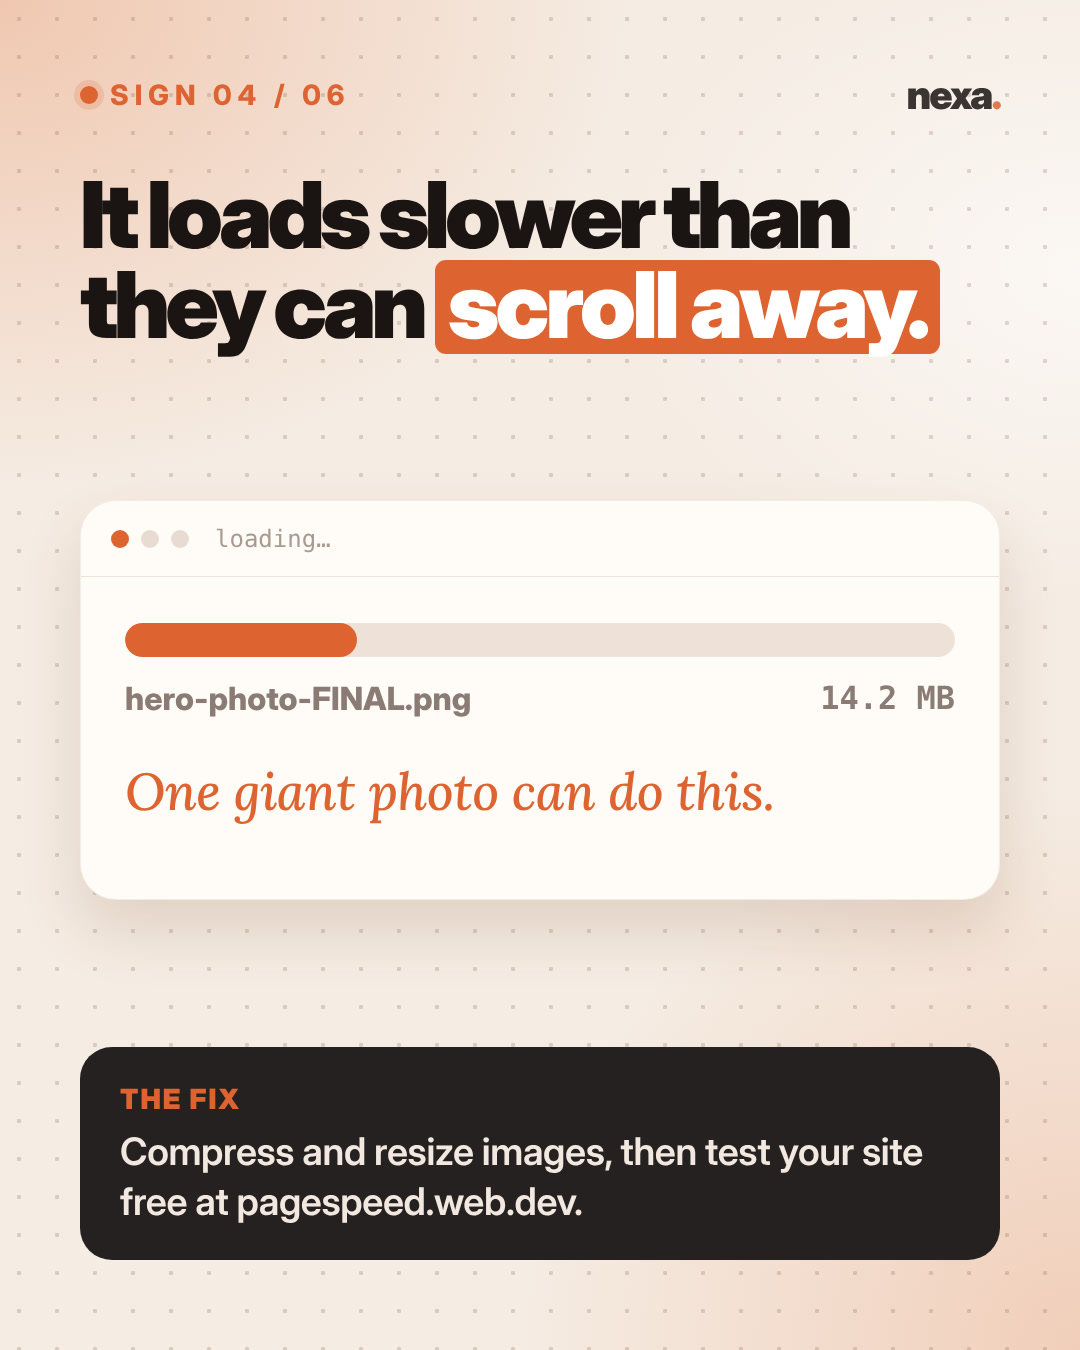 SIGN 04 / 06
nexa.
It loads slower than
they can scroll away.
loading…
hero-photo-FINAL.png
14.2 MB
One giant photo can do this.
THE FIX
Compress and resize images, then test your site
free at pagespeed.web.dev.